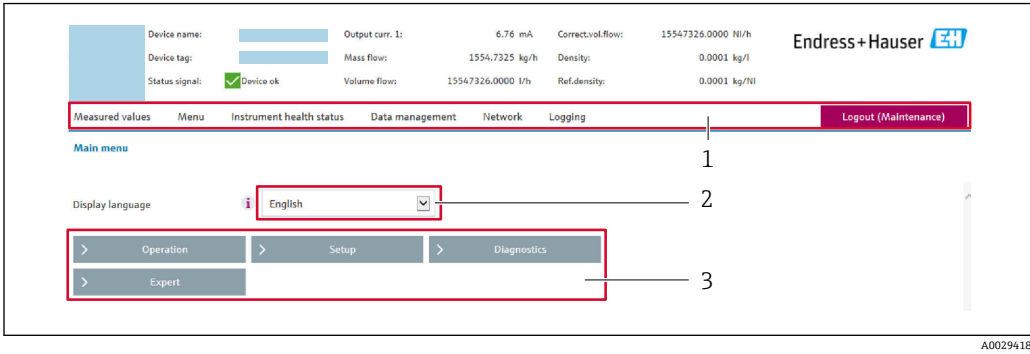 Device name: Output curr. 1: 6.76 mA Correct.vol.flow: 15547326.0000 Nl/h
Endress+Hauser EH
Device tag: Mass flow: 1554.7325 kg/h Density: 0.0001 kg/l
Status signal: Device ok Volume flow: 15547326.0000 l/h Ref.density: 0.0001 kg/Nl
Measured values Menu Instrument health status Data management Network Logging Logout (Maintenance)
1
Main menu
Display language i English
2
> Operation > Setup > Diagnostics
> Expert
3
A0029418